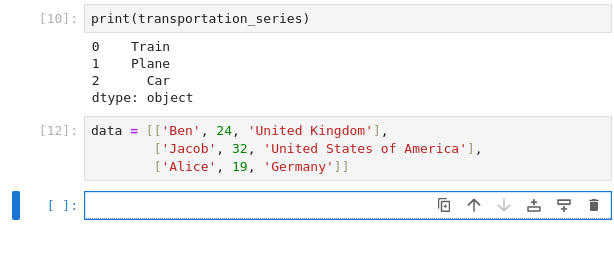 [10]: print(transportation_series)
0    Train
1    Plane
2      Car
dtype: object
[12]: data = [['Ben', 24, 'United Kingdom'],
        ['Jacob', 32, 'United States of America'],
        ['Alice', 19, 'Germany']]
[ ]: